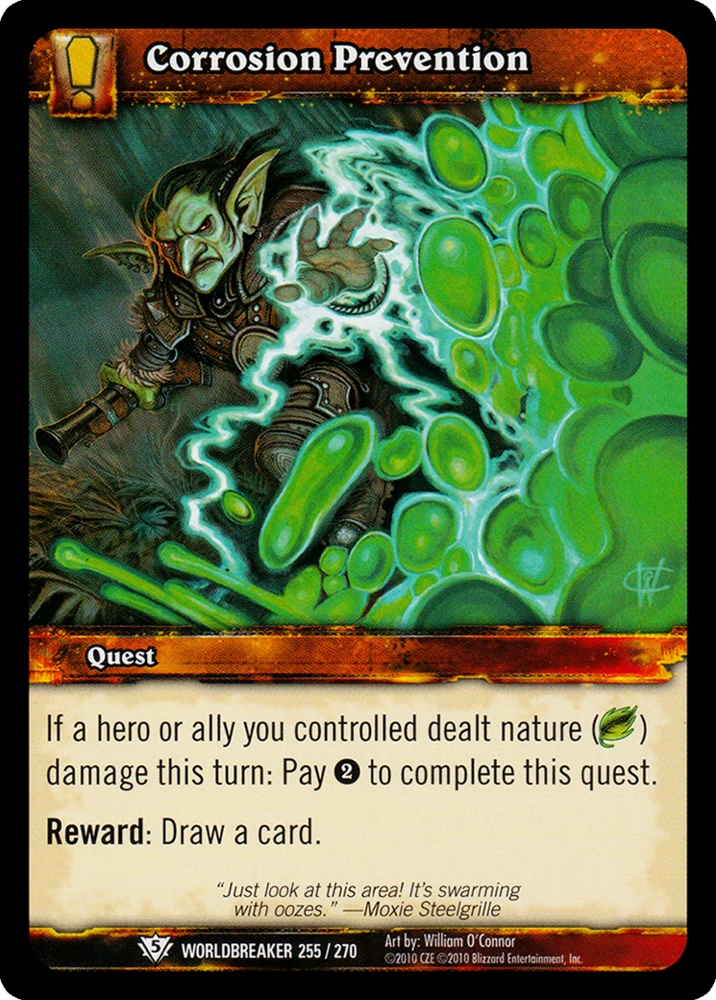 Corrosion Prevention
Quest
If a hero or ally you controlled dealt nature ( )
damage this turn: Pay 2 to complete this quest.
Reward: Draw a card.
"Just look at this area! It's swarming
with oozes." —Moxie Steelgrille
5 WORLDBREAKER 255 / 270
Art by: William O'Connor
©2010 CZE ©2010 Blizzard Entertainment, Inc.